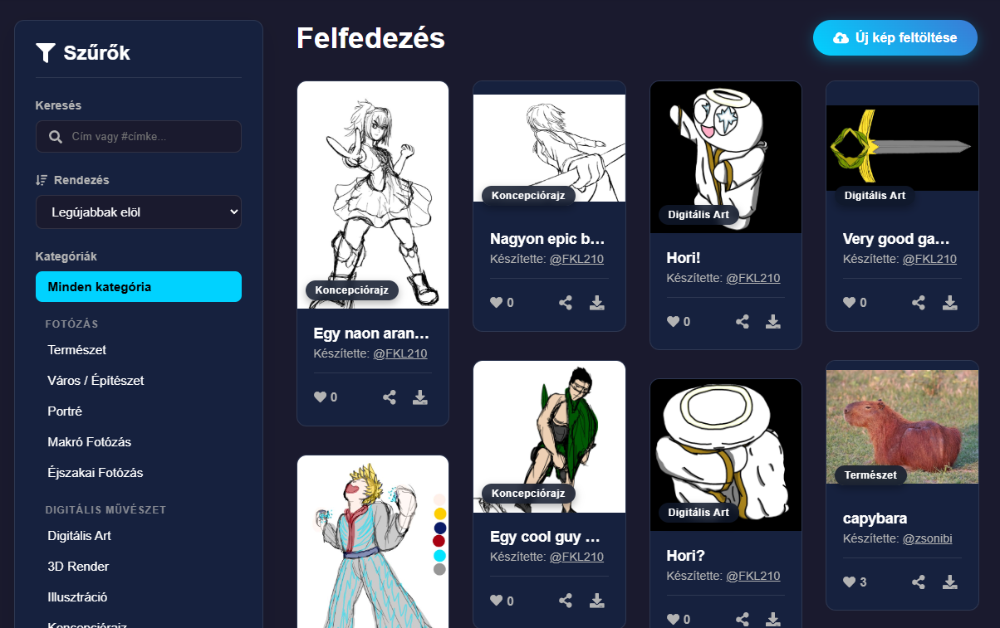 Szűrők
Keresés
Cím vagy #címke...
Rendezés
Legújabbak elöl
Kategóriák
Minden kategória
FOTÓZÁS
Természet
Város / Építészet
Portré
Makró Fotózás
Éjszakai Fotózás
DIGITÁLIS MŰVÉSZET
Digitális Art
3D Render
Illusztráció
Koncepciórajz
Felfedezés
Új kép feltöltése
Koncepciórajz
Egy naon aran...
Készítette: @FKL210
0
Koncepciórajz
Nagyon epic b...
Készítette: @FKL210
0
Digitális Art
Hori!
Készítette: @FKL210
0
Digitális Art
Very good ga...
Készítette: @FKL210
0
Koncepciórajz
Egy cool guy ...
Készítette: @FKL210
0
Digitális Art
Hori?
Készítette: @FKL210
0
Természet
capybara
Készítette: @zsonibi
3